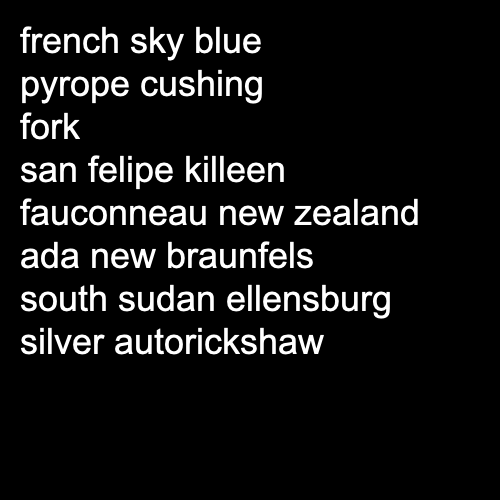 french sky blue
pyrope cushing
fork
san felipe killeen
fauconneau new zealand
ada new braunfels
south sudan ellensburg
silver autorickshaw